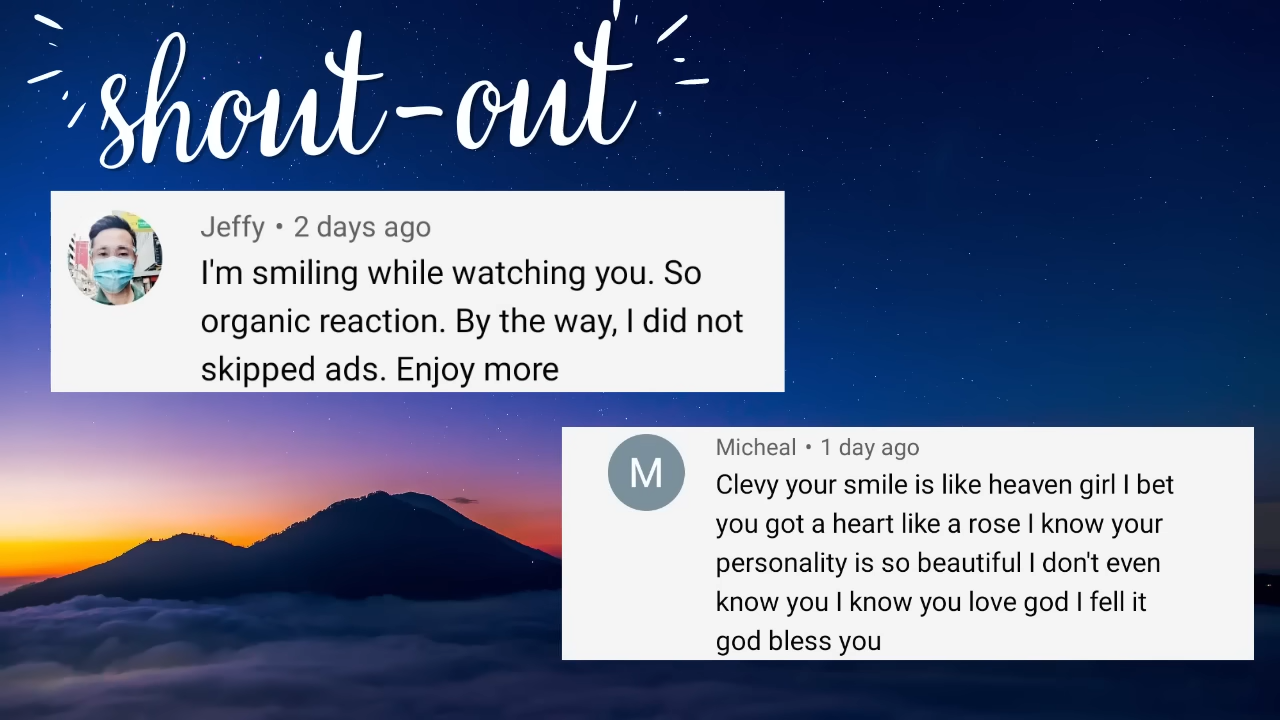 shout-out
Jeffy • 2 days ago
I'm smiling while watching you. So
organic reaction. By the way, I did not
skipped ads. Enjoy more
M
Micheal • 1 day ago
Clevy your smile is like heaven girl I bet
you got a heart like a rose I know your
personality is so beautiful I don't even
know you I know you love god I fell it
god bless you